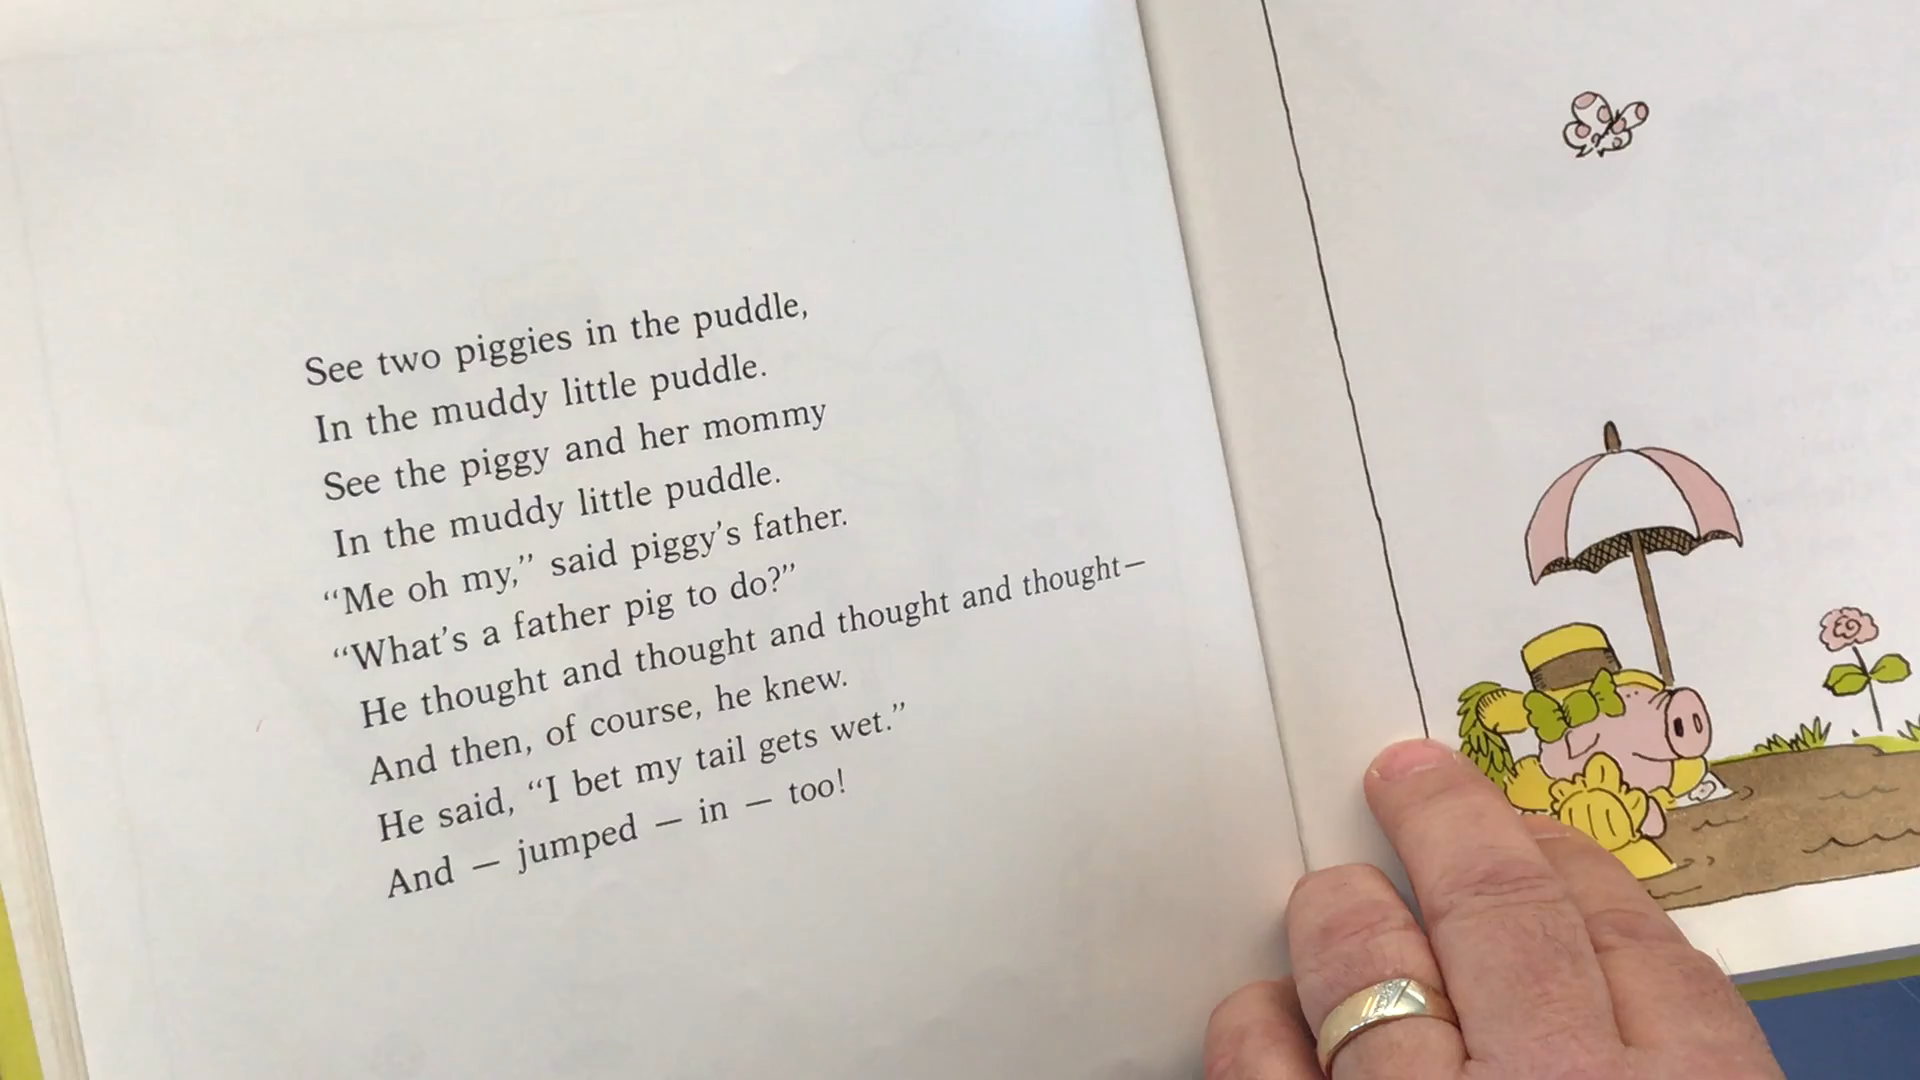 See two piggies in the puddle,
In the muddy little puddle.
See the piggy and her mommy
In the muddy little puddle.
“Me oh my,” said piggy’s father.
“What’s a father pig to do?”
He thought and thought and thought and thought—
And then, of course, he knew.
He said, “I bet my tail gets wet.”
And — jumped — in — too!